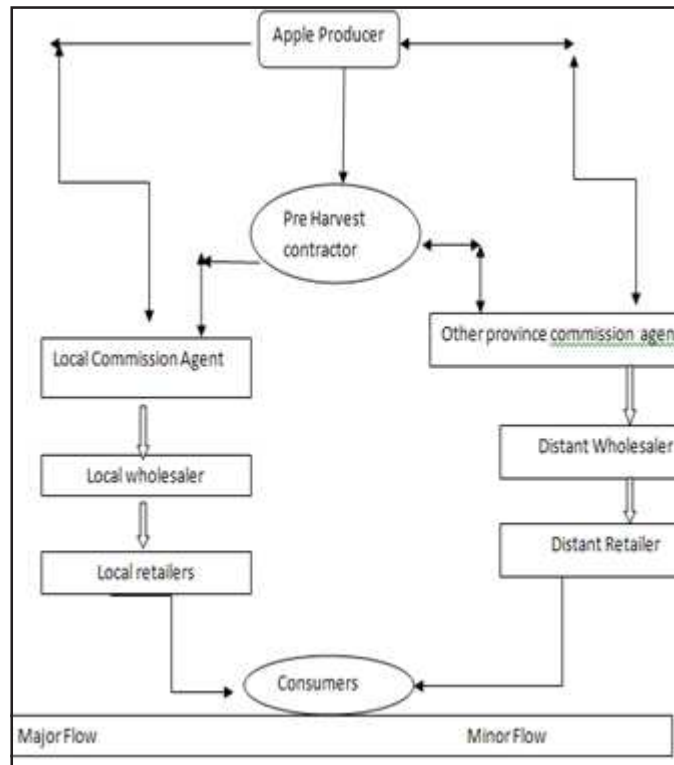 Apple Producer
Pre Harvest
contractor
Local Commission Agent
Other province commission agen
Local wholesaler
Distant Wholesaler
Local retailers
Distant Retailer
Consumers
Major Flow
Minor Flow